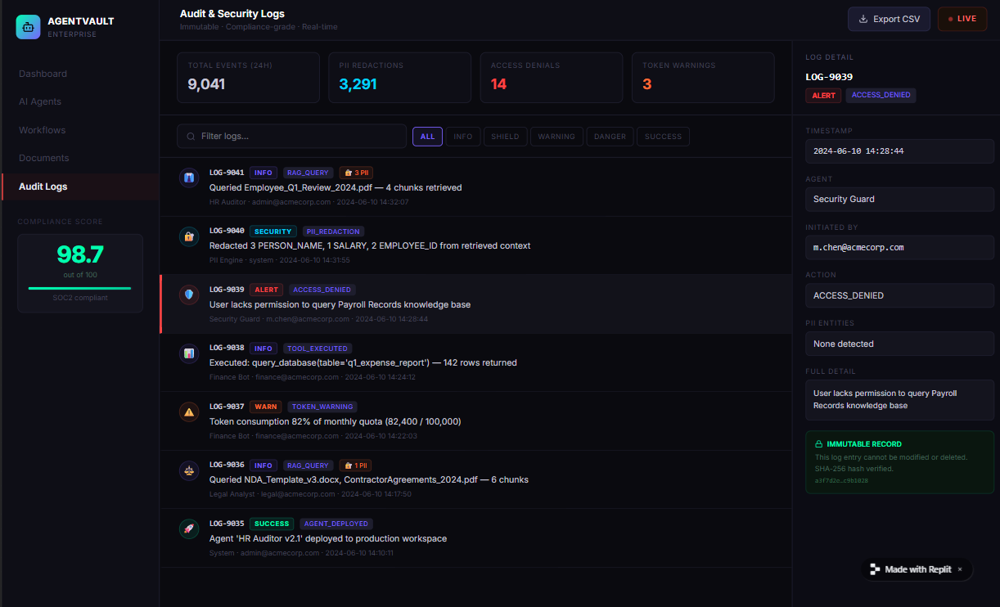 AGENTVAULT
ENTERPRISE
Dashboard
AI Agents
Workflows
Documents
Audit Logs
COMPLIANCE SCORE
98.7
out of 100
SOC2 compliant
Audit & Security Logs
Immutable · Compliance-grade · Real-time
Export CSV
LIVE
TOTAL EVENTS (24H)
9,041
PII REDACTIONS
3,291
ACCESS DENIALS
14
TOKEN WARNINGS
3
Filter logs...
ALL INFO SHIELD WARNING DANGER SUCCESS
LOG-9041 INFO RAG_QUERY 3 PII
Queried Employee_Q1_Review_2024.pdf — 4 chunks retrieved
HR Auditor · admin@acmecorp.com · 2024-06-10 14:32:07
LOG-9040 SECURITY PII_REDACTION
Redacted 3 PERSON_NAME, 1 SALARY, 2 EMPLOYEE_ID from retrieved context
PII Engine · system · 2024-06-10 14:31:55
LOG-9039 ALERT ACCESS_DENIED
User lacks permission to query Payroll Records knowledge base
Security Guard · m.chen@acmecorp.com · 2024-06-10 14:28:44
LOG-9038 INFO TOOL_EXECUTED
Executed: query_database(table='q1_expense_report') — 142 rows returned
Finance Bot · finance@acmecorp.com · 2024-06-10 14:24:12
LOG-9037 WARN TOKEN_WARNING
Token consumption 82% of monthly quota (82,400 / 100,000)
Finance Bot · finance@acmecorp.com · 2024-06-10 14:22:03
LOG-9036 INFO RAG_QUERY 1 PII
Queried NDA_Template_v3.docx, ContractorAgreements_2024.pdf — 6 chunks
Legal Analyst · legal@acmecorp.com · 2024-06-10 14:17:50
LOG-9035 SUCCESS AGENT_DEPLOYED
Agent 'HR Auditor v2.1' deployed to production workspace
System · admin@acmecorp.com · 2024-06-10 14:10:11
LOG DETAIL
LOG-9039
ALERT ACCESS_DENIED
TIMESTAMP
2024-06-10 14:28:44
AGENT
Security Guard
INITIATED BY
m.chen@acmecorp.com
ACTION
ACCESS_DENIED
PII ENTITIES
None detected
FULL DETAIL
User lacks permission to query Payroll
Records knowledge base
IMMUTABLE RECORD
This log entry cannot be modified or deleted.
SHA-256 hash verified.
a3f7d2e…c9b1028
Made with Replit ×